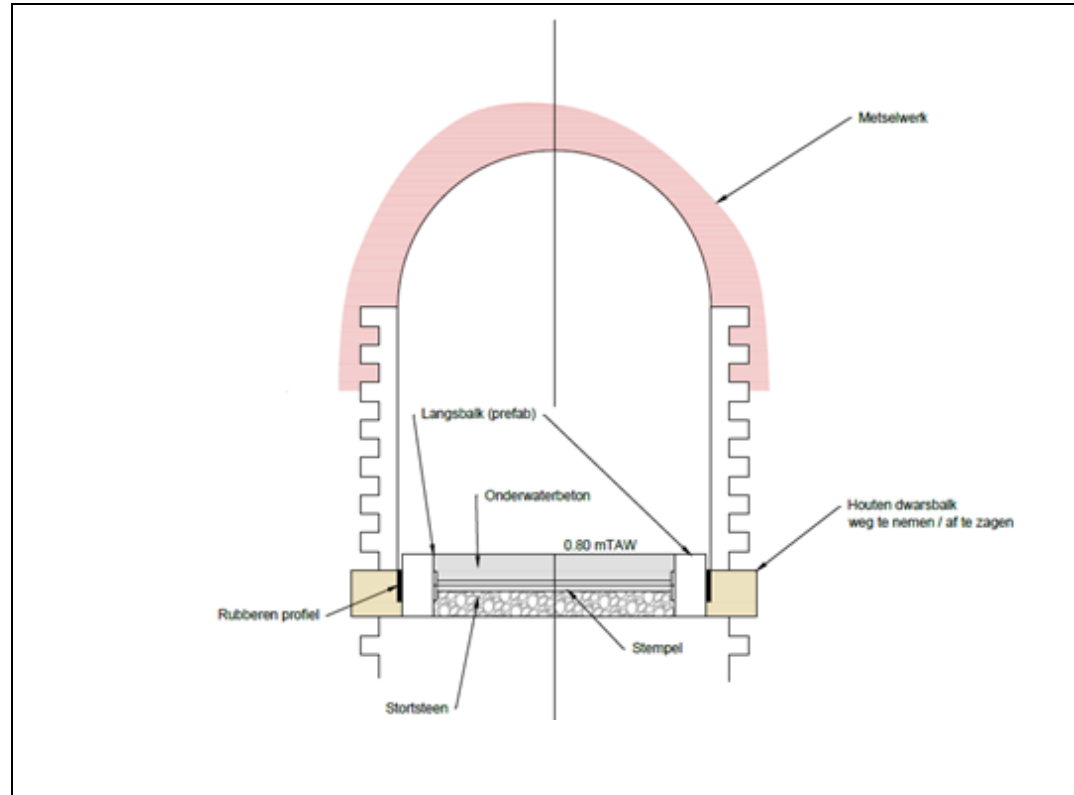 Metselwerk
Langsbalk (prefab)
Onderwaterbeton
Houten dwarsbalk
weg te nemen / af te zagen
0.80 mTAW
Rubberen profiel
Stempel
Stortsteen